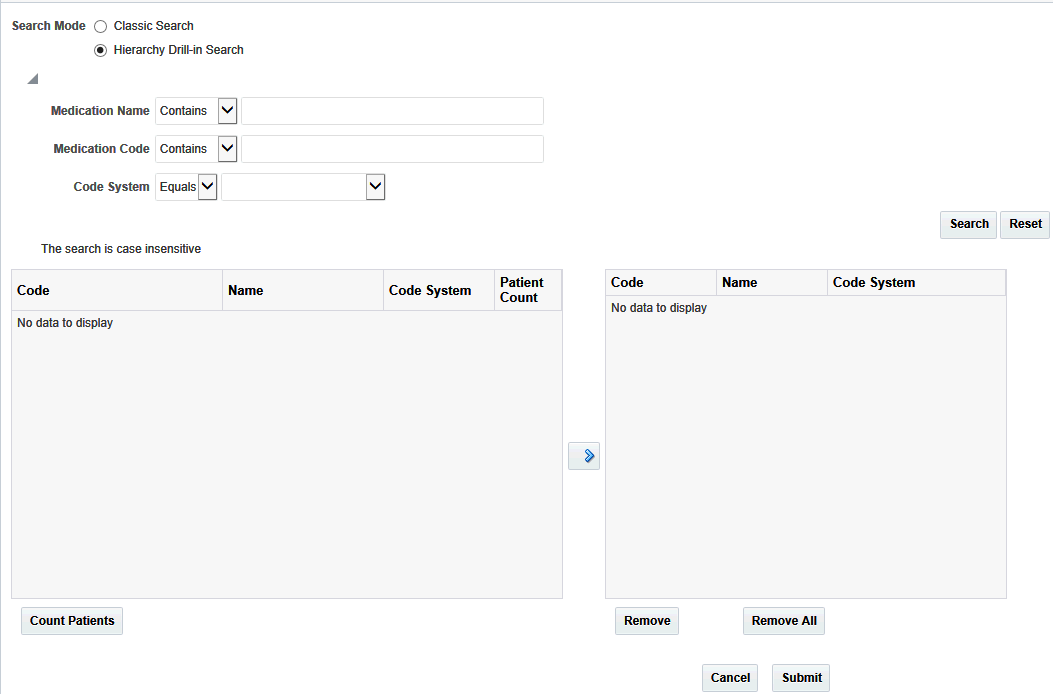 Search Mode Classic Search
Hierarchy Drill-in Search
Medication Name Contains
Medication Code Contains
Code System Equals
Search Reset
The search is case insensitive
Code Name Code System Patient Count
No data to display
Code Name Code System
No data to display
Count Patients
Remove Remove All
Cancel Submit